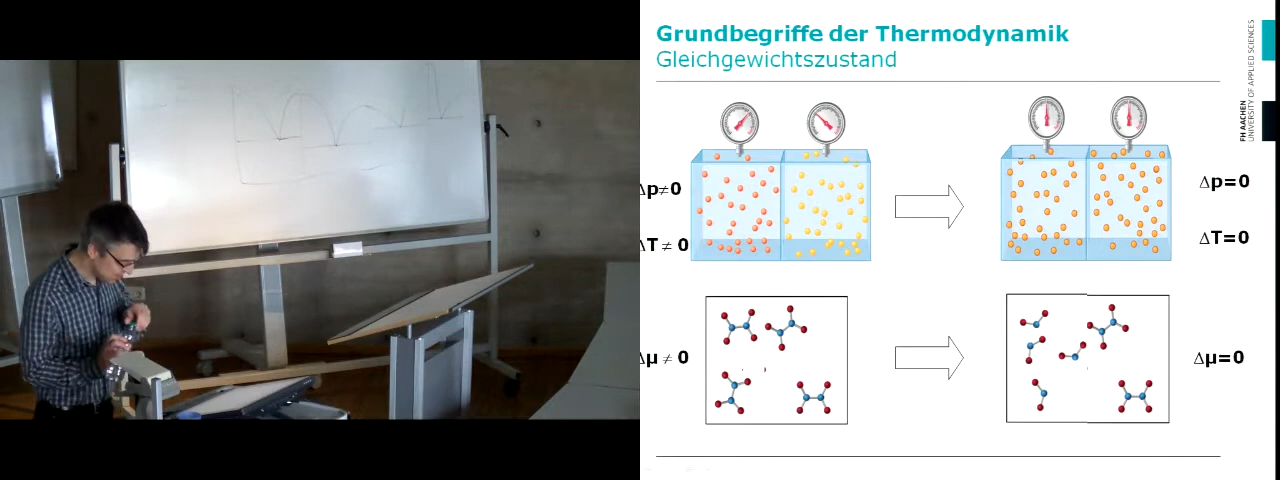 Grundbegriffe der Thermodynamik
Gleichgewichtszustand
FH AACHEN
UNIVERSITY OF APPLIED SCIENCES
Δp≠0
Δp=0
ΔT ≠ 0
ΔT=0
Δμ ≠ 0
Δμ=0